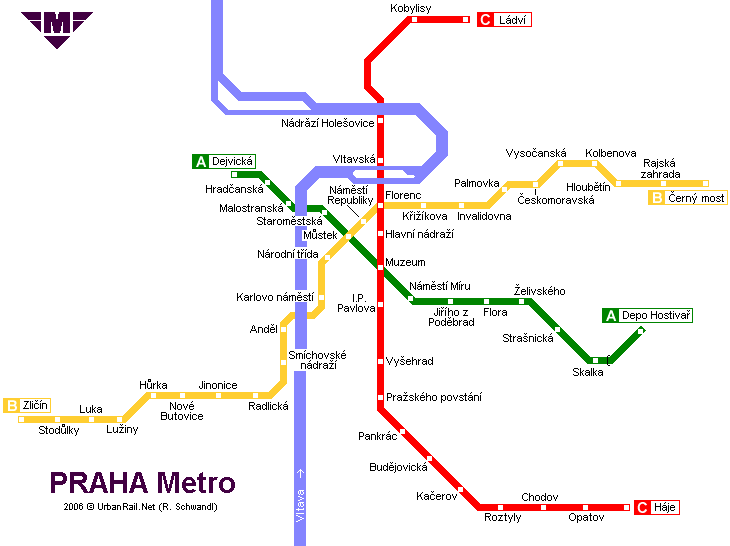 M
Kobylisy
C Ládví
Nádrăzí Holešovice
Vltavská
A Dejvická
Hradčanská
Malostranská
Staroměstská
Náměstí
Republiky
Můstek
Florenc
Křižíkova
Invalidovna
Palmovka
Českomoravská
Vysočanská
Kolbenova
Hloubětín
Rajská
zahrada
B Černý most
Hlavní nádraží
Národní třída
Muzeum
Karlovo náměstí
I.P.
Pavlova
Náměstí Míru
Jiřího z
Poděbrad
Flora
Želivského
Strašnická
Skalka
A Depo Hostivař
Anděl
Smíchovské
nádraží
Radlická
Jinonice
Nové
Butovice
Hůrka
Lužiny
Luka
Stodůlky
B Zličín
Vyšehrad
Pražského povstání
Pankrác
Budějovická
Kačerov
Roztyly
Chodov
Opatov
C Háje
Vltava →
PRAHA Metro
2006 © UrbanRail.Net (R. Schwandl)